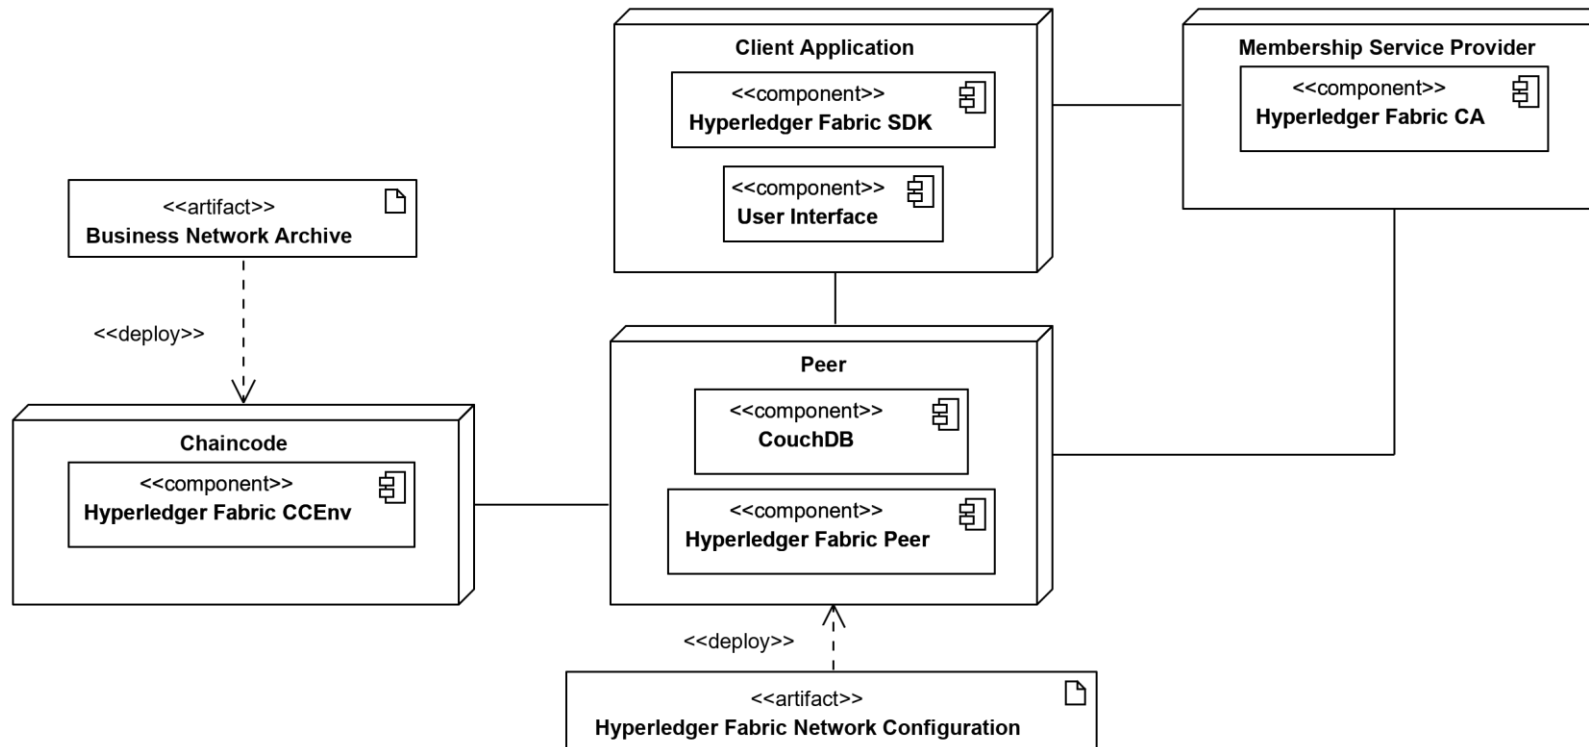 Client Application
<<component>>
Hyperledger Fabric SDK
<<component>>
User Interface
Membership Service Provider
<<component>>
Hyperledger Fabric CA
<<artifact>>
Business Network Archive
<<deploy>>
Chaincode
<<component>>
Hyperledger Fabric CCEnv
Peer
<<component>>
CouchDB
<<component>>
Hyperledger Fabric Peer
<<deploy>>
<<artifact>>
Hyperledger Fabric Network Configuration